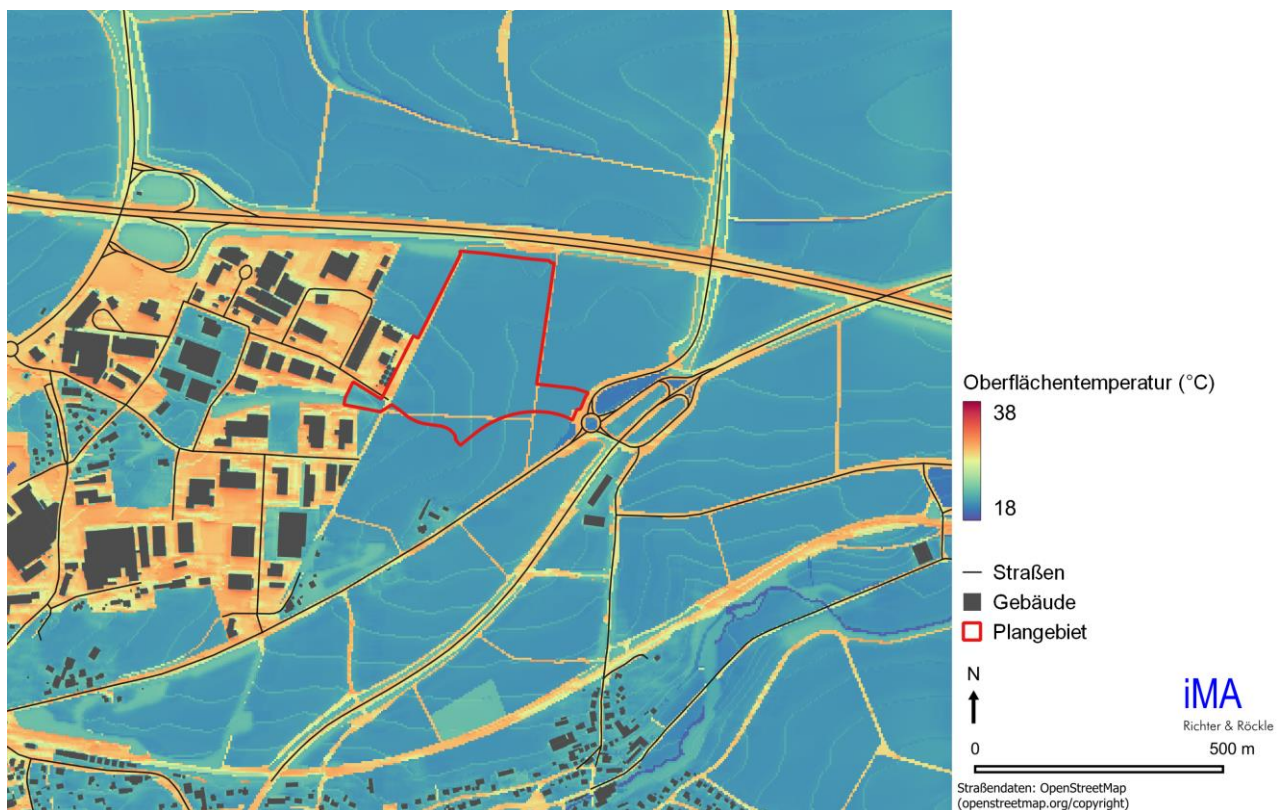 Oberflächentemperatur (°C)
38
18
Straßen
Gebäude
Plangebiet
N
iMA
Richter & Röckle
0 500 m
Straßendaten: OpenStreetMap
(openstreetmap.org/copyright)